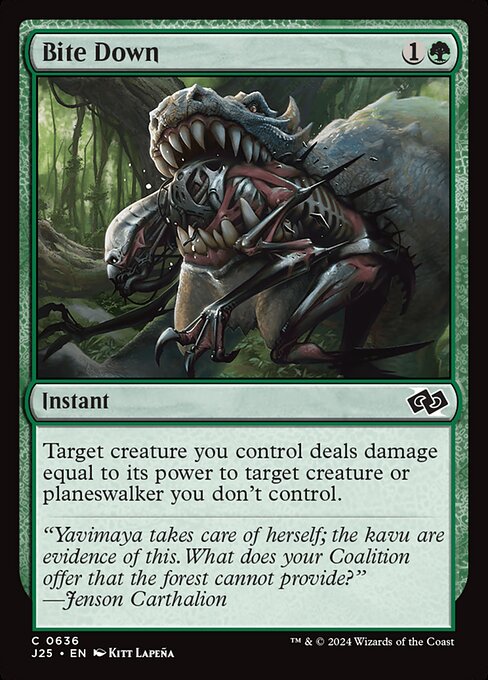 Bite Down 1
Instant
Target creature you control deals damage
equal to its power to target creature or
planeswalker you don't control.
“Yavimaya takes care of herself; the kavu are
evidence of this. What does your Coalition
offer that the forest cannot provide?”
—Jenson Carthalion
C 0636
J25 • EN Kitt Lapeña
™ & © 2024 Wizards of the Coast